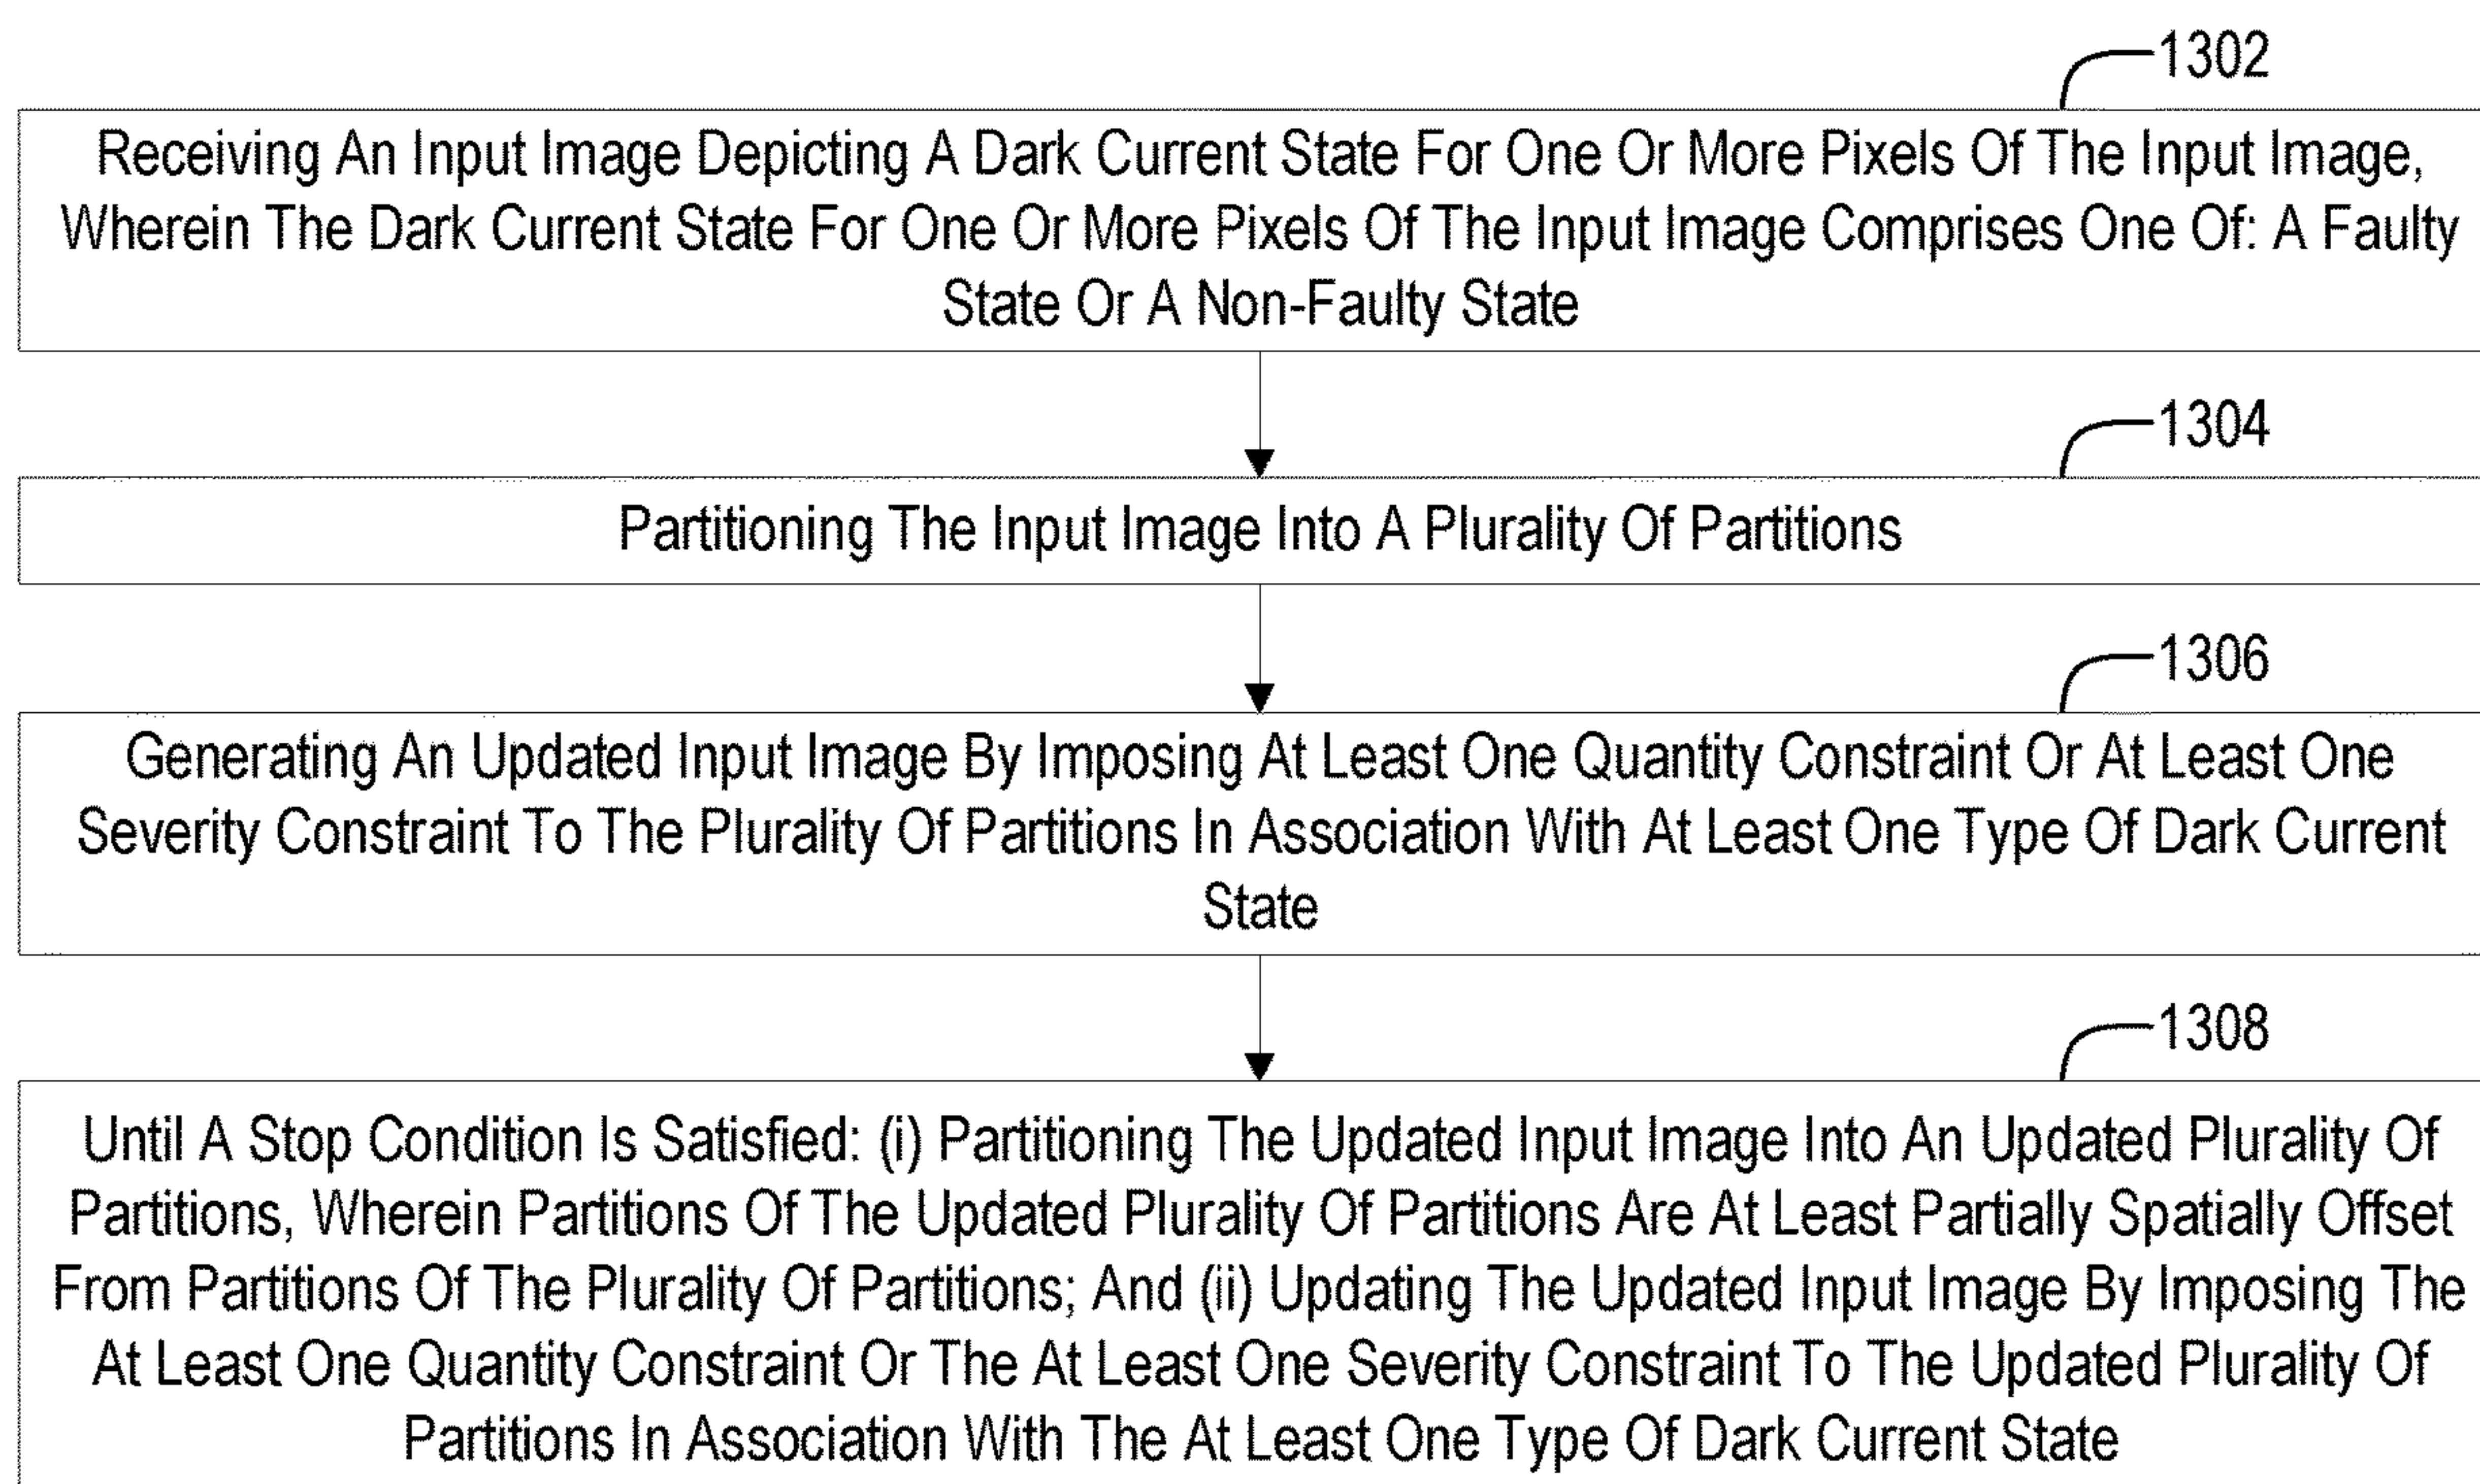 1302
Receiving An Input Image Depicting A Dark Current State For One Or More Pixels Of The Input Image,
Wherein The Dark Current State For One Or More Pixels Of The Input Image Comprises One Of: A Faulty
State Or A Non-Faulty State
1304
Partitioning The Input Image Into A Plurality Of Partitions
1306
Generating An Updated Input Image By Imposing At Least One Quantity Constraint Or At Least One
Severity Constraint To The Plurality Of Partitions In Association With At Least One Type Of Dark Current
State
1308
Until A Stop Condition Is Satisfied: (i) Partitioning The Updated Input Image Into An Updated Plurality Of
Partitions, Wherein Partitions Of The Updated Plurality Of Partitions Are At Least Partially Spatially Offset
From Partitions Of The Plurality Of Partitions; And (ii) Updating The Updated Input Image By Imposing The
At Least One Quantity Constraint Or The At Least One Severity Constraint To The Updated Plurality Of
Partitions In Association With The At Least One Type Of Dark Current State